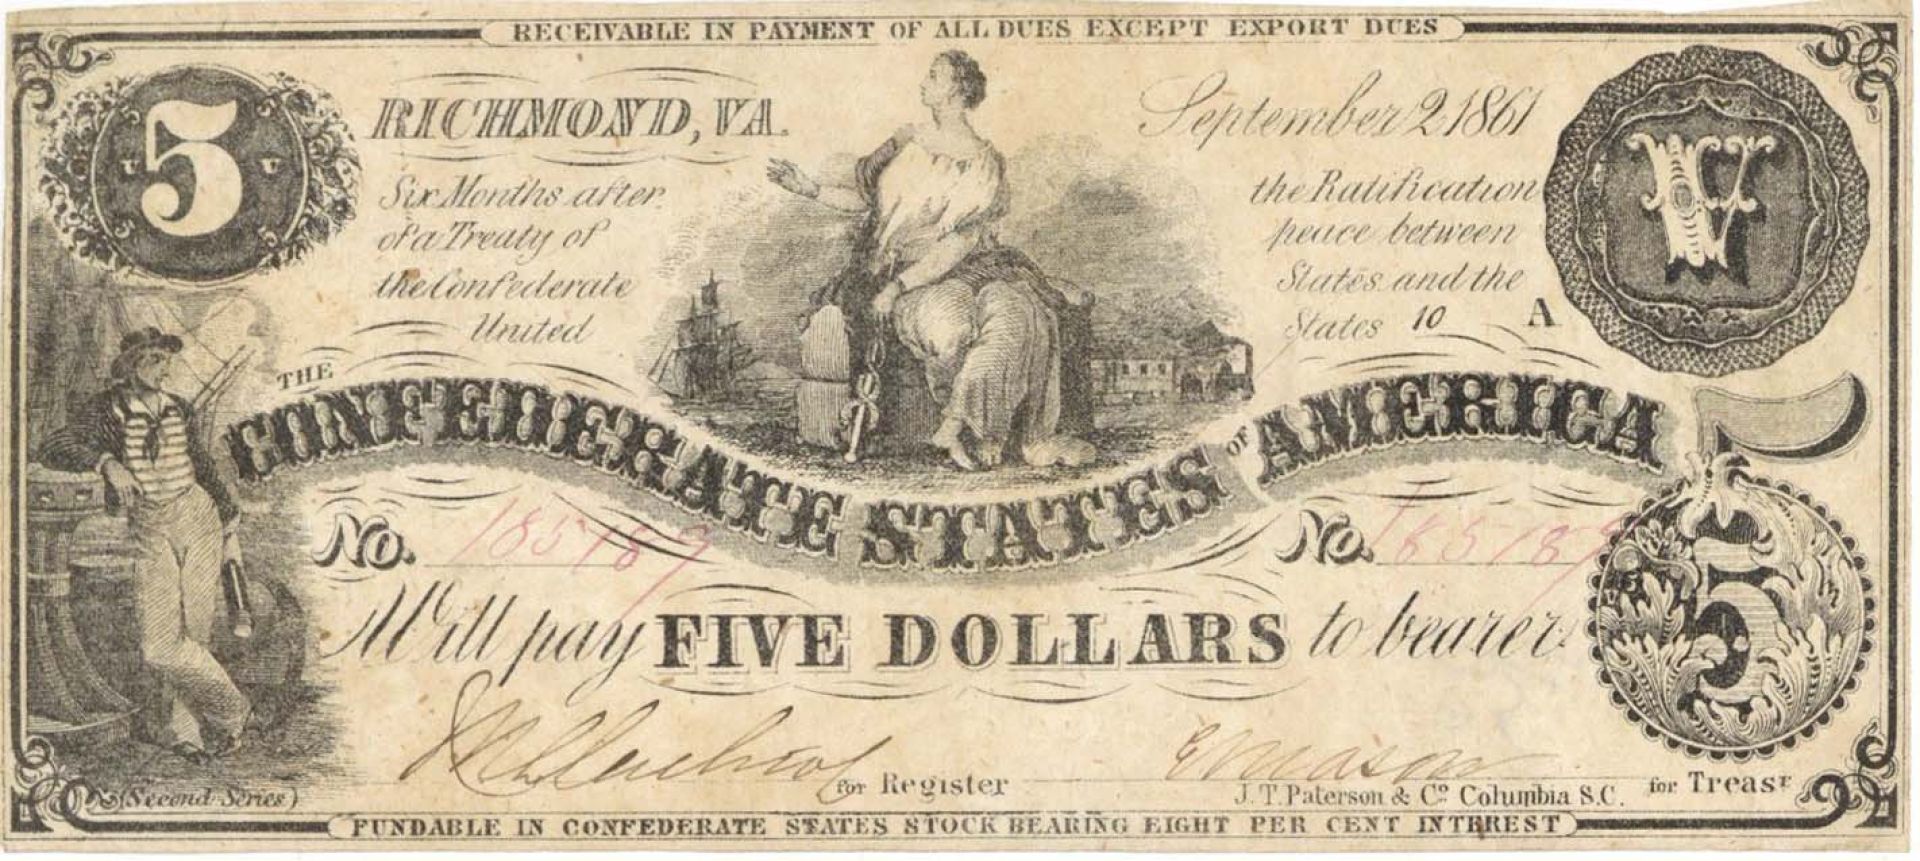 RECEIVABLE IN PAYMENT OF ALL DUES EXCEPT EXPORT DUES
5
RICHMOND, VA.
September 2 1861
V
Six Months after the Ratification
of a Treaty of peace between
the Confederate States and the
United States 10 A
THE CONFEDERATE STATES OF AMERICA
No. 185189
No. 185189
5
Will pay FIVE DOLLARS to bearer
for Register
for Treasr
(Second Series)
J. T. Paterson & Co Columbia S.C.
FUNDABLE IN CONFEDERATE STATES STOCK BEARING EIGHT PER CENT INTEREST